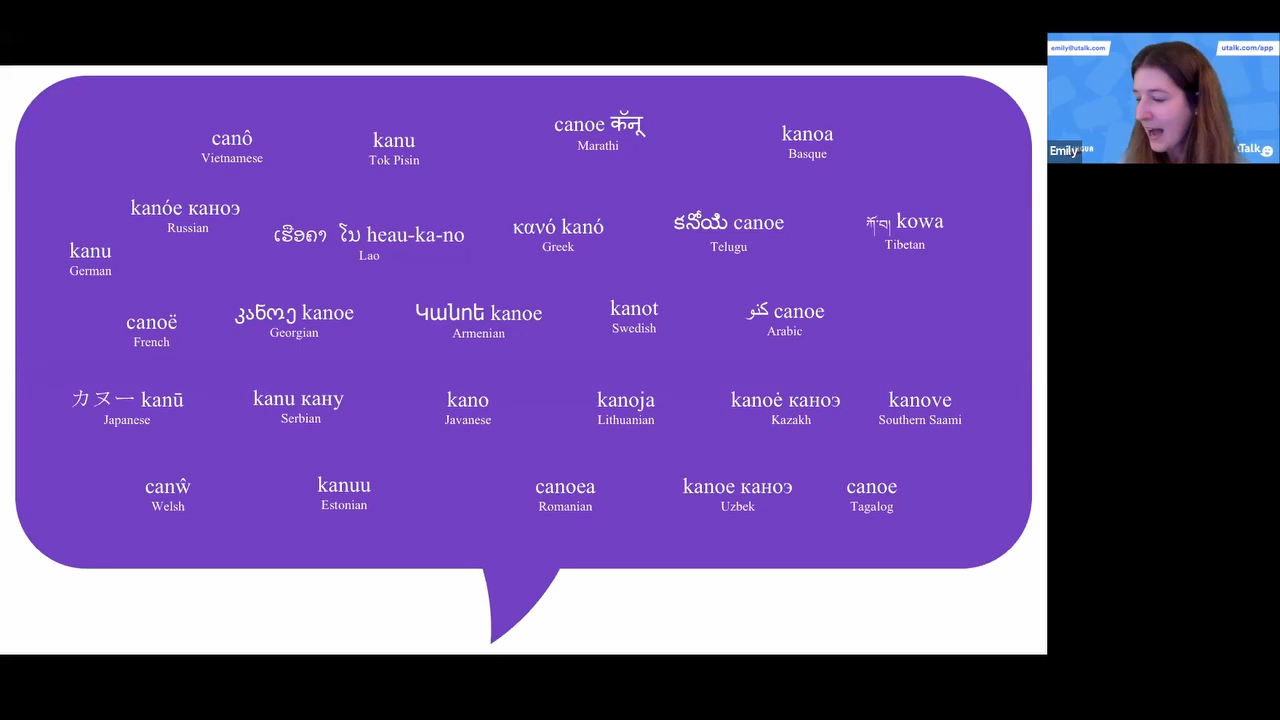 canô
Vietnamese
kanu
Tok Pisin
canoe कॅनू
Marathi
kanoa
Basque
kanóe каноэ
Russian
ເຮືອຄາ ໂນ heau-ka-no
Lao
κανό kanó
Greek
canoe
Telugu
kowa
Tibetan
kanu
German
canoë
French
კანოე kanoe
Georgian
Կանոե kanoe
Armenian
kanot
Swedish
كنو canoe
Arabic
カヌー kanū
Japanese
kanu кану
Serbian
kano
Javanese
kanoja
Lithuanian
kanoė каноэ
Kazakh
kanove
Southern Saami
canŵ
Welsh
kanuu
Estonian
canoea
Romanian
kanoe каноэ
Uzbek
canoe
Tagalog
emily@utalk.com
utalk.com/app
Emily
Talk